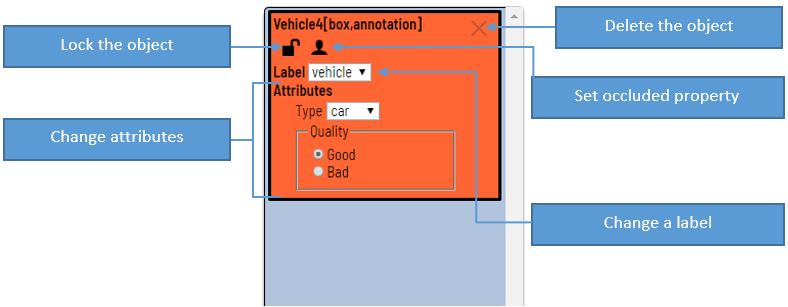 Vehicle4[box,annotation]
Delete the object
Lock the object
Label vehicle
Attributes
Set occluded property
Type car
Change attributes
Quality
Good
Bad
Change a label